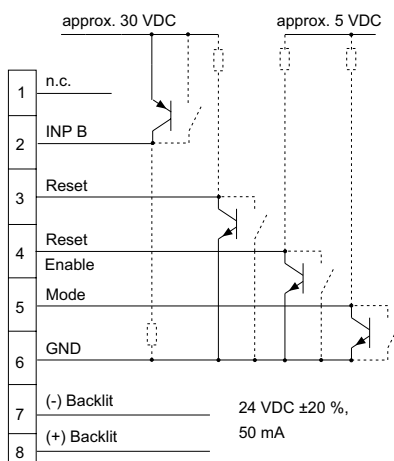 approx. 30 VDC
approx. 5 VDC
1 n.c.
2 INP B
3 Reset
4 Reset
Enable
5 Mode
6 GND
7 (-) Backlit
8 (+) Backlit
24 VDC ±20 %,
50 mA